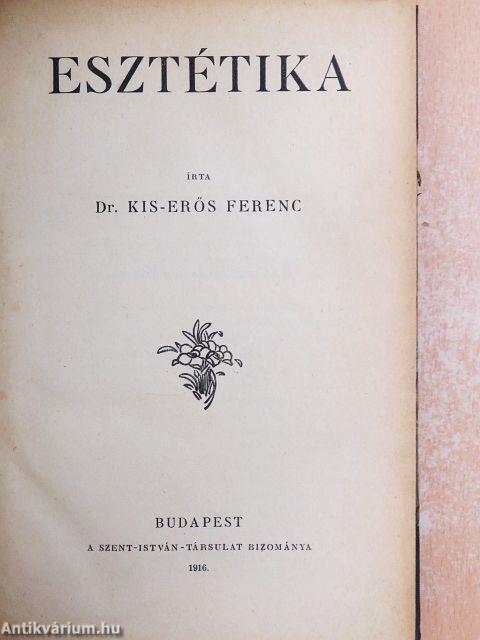 ESZTÉTIKA
ÍRTA
Dr. KIS-ERŐS FERENC
BUDAPEST
A SZENT-ISTVÁN-TÁRSULAT BIZOMÁNYA
1916.
Antikvárium.hu